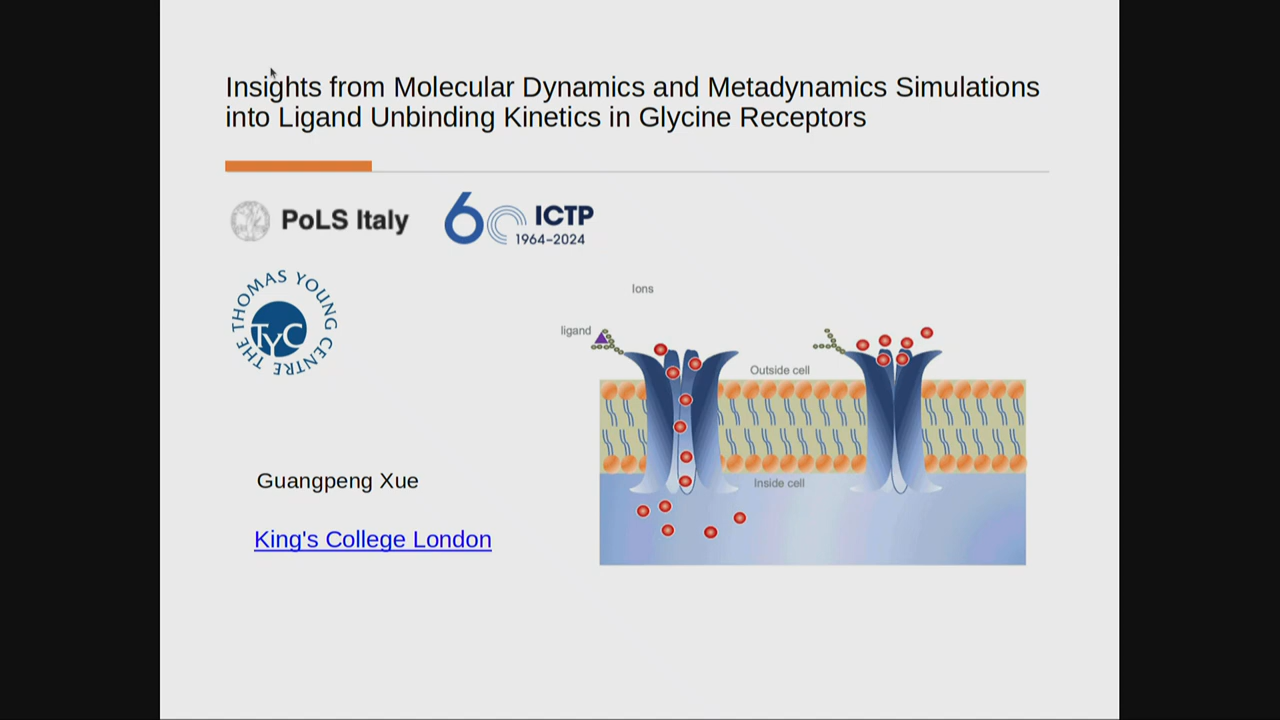 Insights from Molecular Dynamics and Metadynamics Simulations
into Ligand Unbinding Kinetics in Glycine Receptors
PoLS Italy
60 ICTP
1964–2024
THE THOMAS YOUNG CENTRE
TYC
Ions
ligand
Outside cell
Inside cell
Guangpeng Xue
King's College London